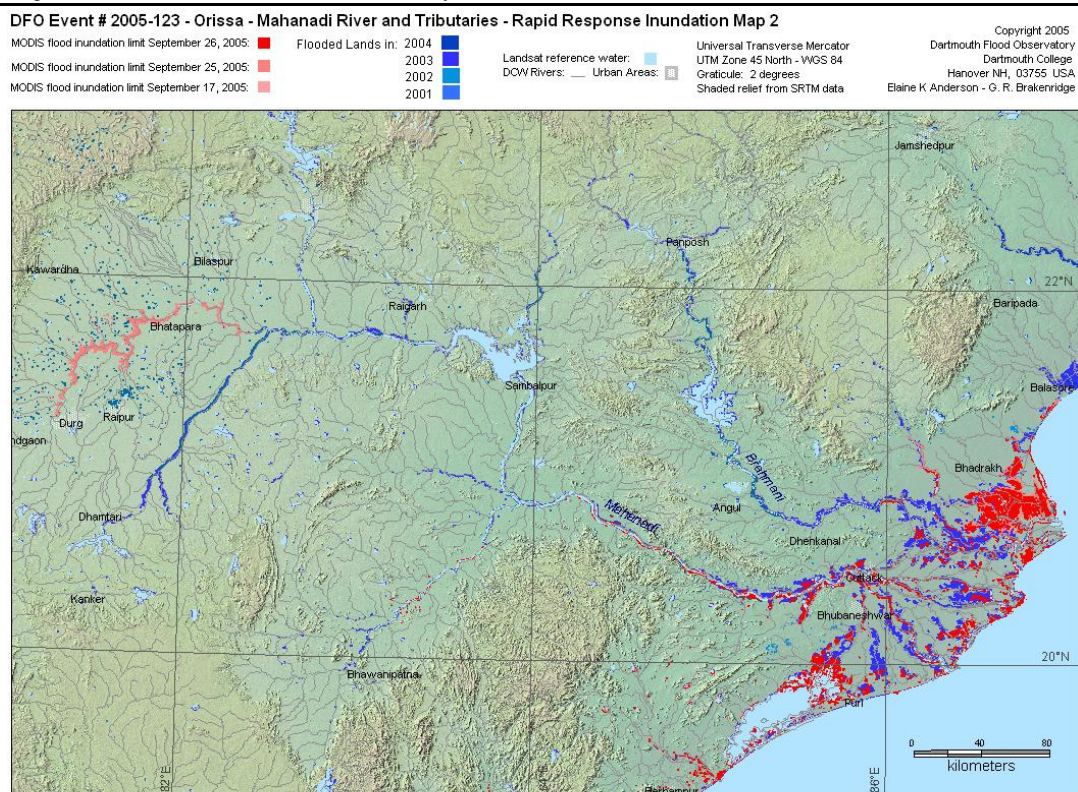 DFO Event # 2005-123 - Orissa - Mahanadi River and Tributaries - Rapid Response Inundation Map 2
MODIS flood inundation limit September 26, 2005:
MODIS flood inundation limit September 25, 2005:
MODIS flood inundation limit September 17, 2005:
Flooded Lands in: 2004
2003
2002
2001
Landsat reference water:
DCW Rivers: Urban Areas:
Universal Transverse Mercator
UTM Zone 45 North - WGS 84
Graticule: 2 degrees
Shaded relief from SRTM data
Copyright 2005
Dartmouth Flood Observatory
Dartmouth College
Hanover NH, 03755 USA
Elaine K Anderson - G. R. Brakenridge
Jamshedpur
Panposh
Kawardha
Bilaspur
22°N
Raigarh
Baripada
Bhatapara
Sambalpur
Balasore
Durg
Raipur
ndgaon
Bhadrakh
Brahmani
Angul
Mehenedi
Dhamtari
Dhenkanal
Cuttack
Kanker
Bhubaneshwar
20°N
Bhawanipatna
Puri
0 40 80
kilometers
82°E
86°E